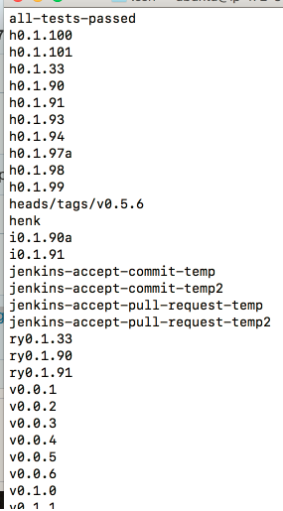 all-tests-passed
h0.1.100
h0.1.101
h0.1.33
h0.1.90
h0.1.91
h0.1.93
h0.1.94
h0.1.97a
h0.1.98
h0.1.99
heads/tags/v0.5.6
henk
i0.1.90a
i0.1.91
jenkins-accept-commit-temp
jenkins-accept-commit-temp2
jenkins-accept-pull-request-temp
jenkins-accept-pull-request-temp2
ry0.1.33
ry0.1.90
ry0.1.91
v0.0.1
v0.0.2
v0.0.3
v0.0.4
v0.0.5
v0.0.6
v0.1.0
v0.1.1